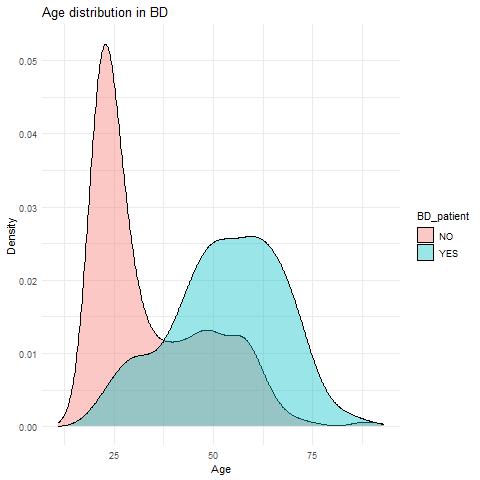 Age distribution in BD
0.05
0.04
0.03
0.02
0.01
0.00
Density
25 50 75
Age
BD_patient
NO
YES